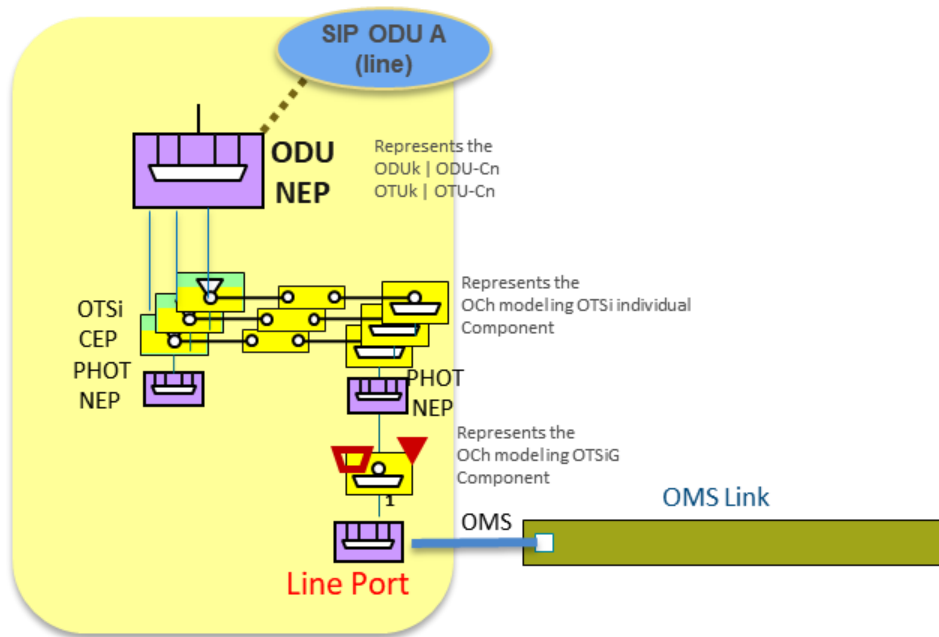 SIP ODU A
(line)
ODU
NEP
Represents the
ODUk | ODU-Cn
OTUk | OTU-Cn
OTSi
CEP
PHOT
NEP
Represents the
OCh modeling OTSi individual
Component
PHOT
NEP
Represents the
OCh modeling OTSiG
Component
1
OMS
OMS Link
Line Port